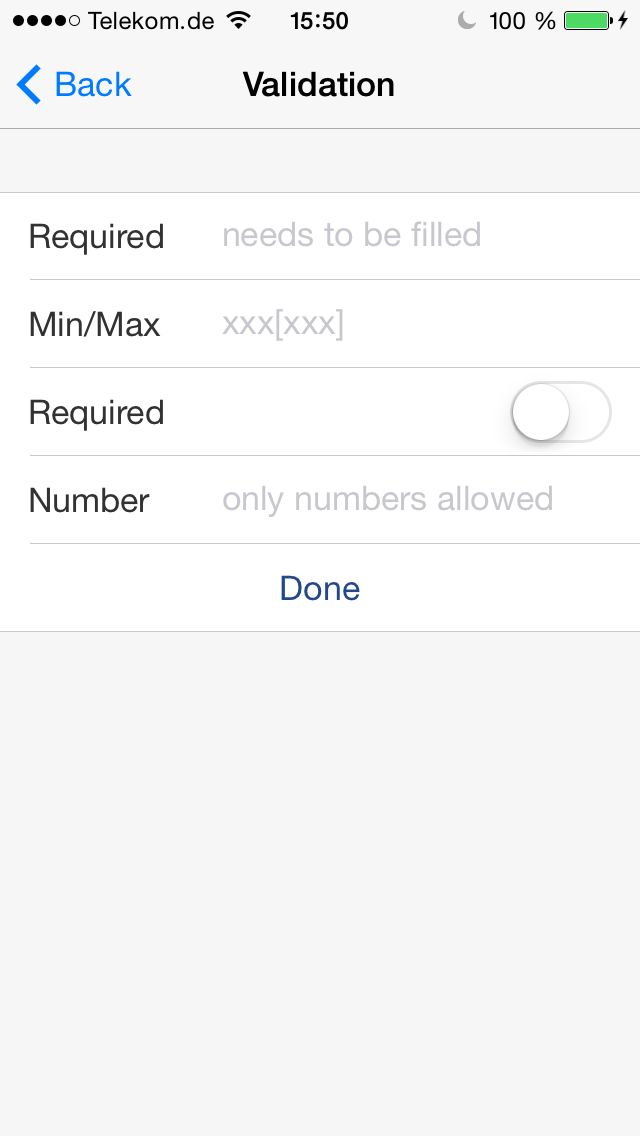 Telekom.de 15:50 100 %
Back Validation
Required needs to be filled
Min/Max xxx[xxx]
Required
Number only numbers allowed
Done